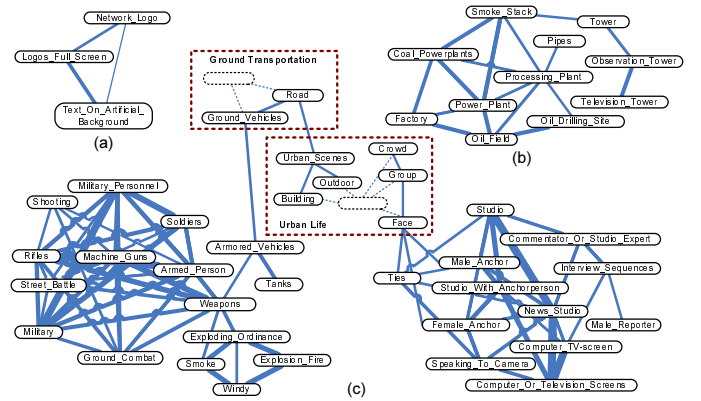 Network_Logo
Logos_Full_Screen
Text_On_Artificial_
Background
(a)
Ground Transportation
Road
Ground_Vehicles
Urban_Scenes
Crowd
Outdoor
Group
Building
Urban Life
Face
Smoke_Stack
Tower
Coal_Powerplants
Pipes
Observation_Tower
Processing_Plant
Power_Plant
Television_Tower
Factory
Oil_Drilling_Site
Oil_Field
(b)
Military_Personnel
Shooting
Soldiers
Rifles
Machine_Guns
Armed_Person
Street_Battle
Weapons
Military
Ground_Combat
Armored_Vehicles
Tanks
Exploding_Ordinance
Smoke
Explosion_Fire
Windy
(c)
Studio
Commentator_Or_Studio_Expert
Male_Anchor
Interview_Sequences
Ties
Studio_With_Anchorperson
News_Studio
Female_Anchor
Male_Reporter
Computer_TV-screen
Speaking_To_Camera
Computer_Or_Television_Screens